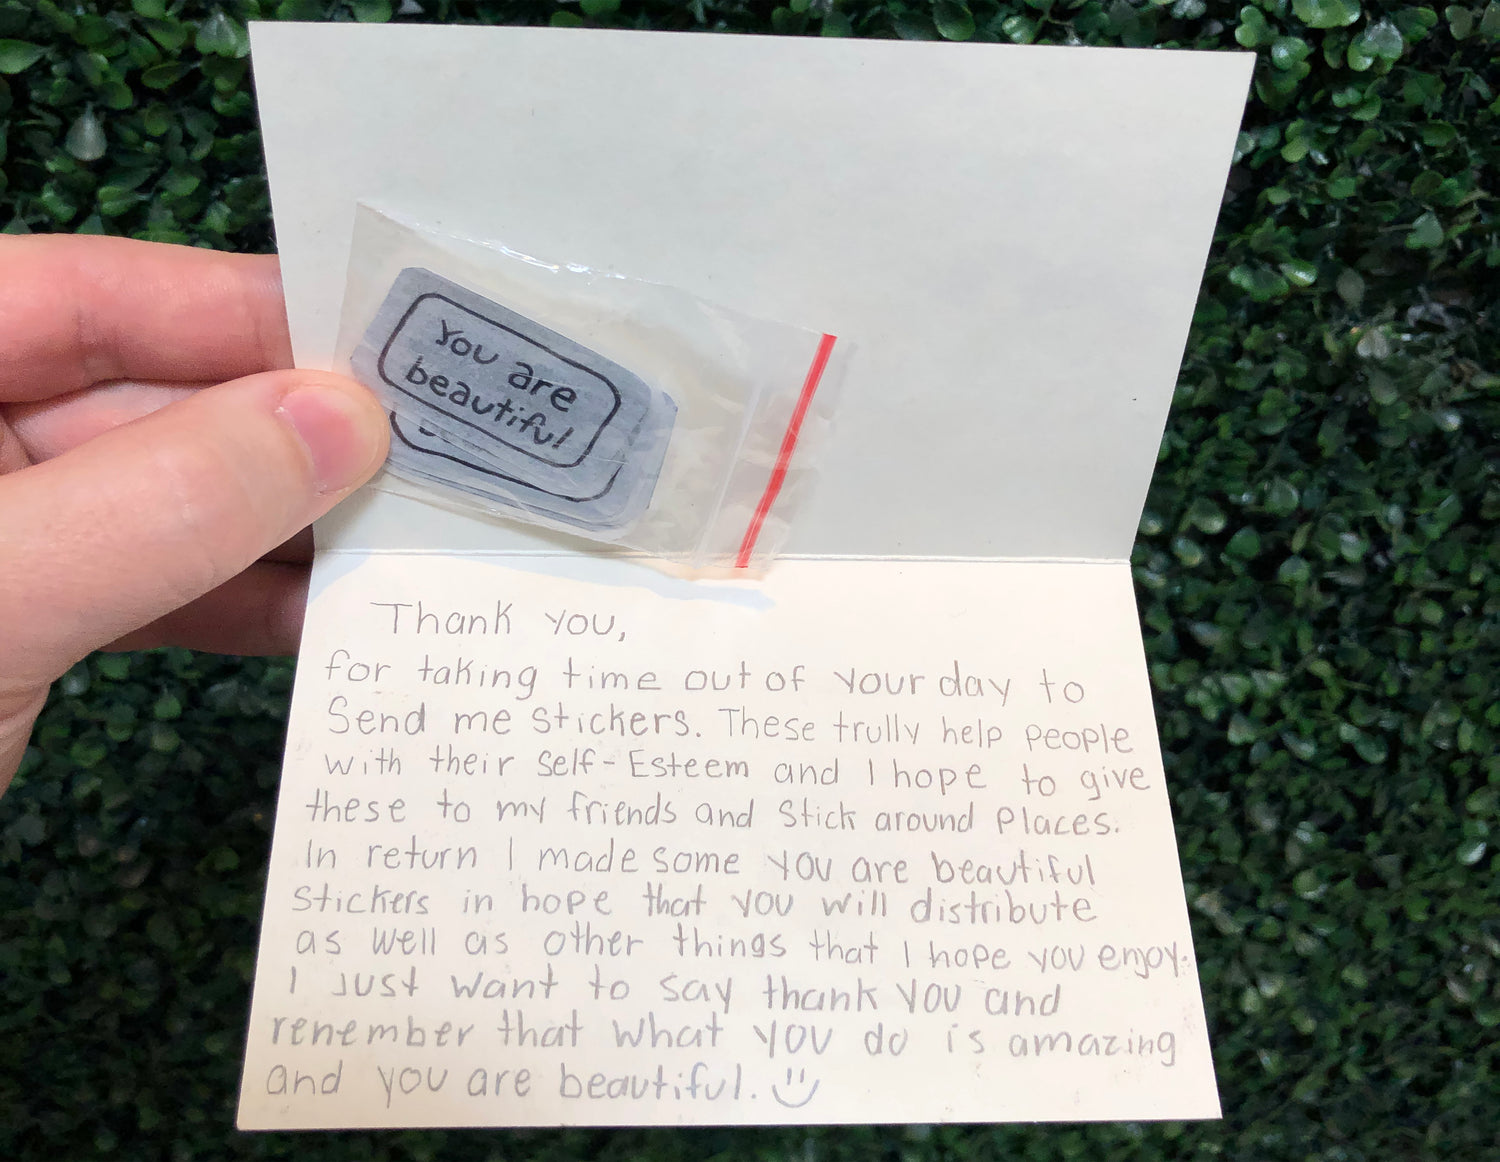 You are
beautiful
Thank you,
for taking time out of your day to
Send me stickers. These trully help people
with their Self-Esteem and I hope to give
these to my friends and Stick around Places.
In return I made some you are beautiful
stickers in hope that you will distribute
as well as other things that I hope you enjoy.
I Just want to say thank you and
renember that what you do is amazing
and you are beautiful.